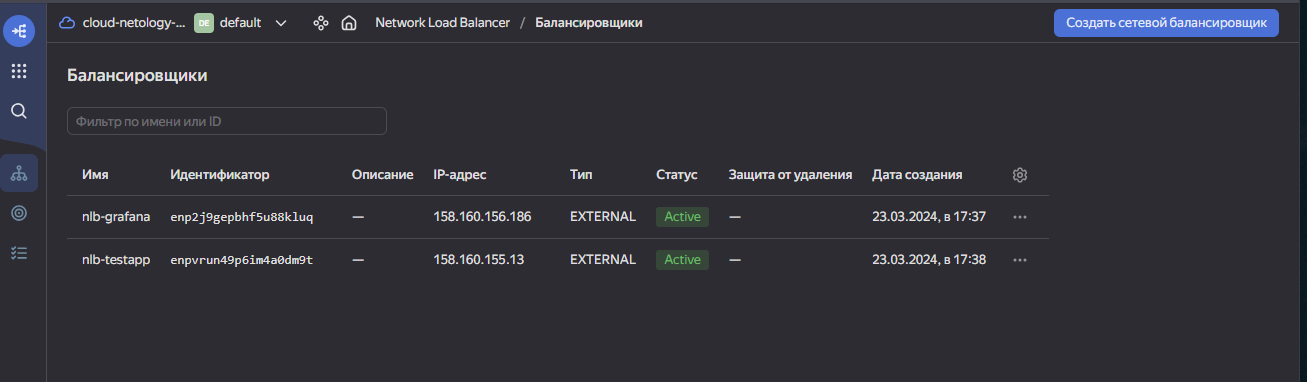 cloud-netology-... DE default Network Load Balancer / Балансировщики Создать сетевой балансировщик
Балансировщики
Фильтр по имени или ID
Имя Идентификатор Описание IP-адрес Тип Статус Защита от удаления Дата создания
nlb-grafana enp2j9gepbhf5u88kluq — 158.160.156.186 EXTERNAL Active — 23.03.2024, в 17:37
nlb-testapp enpvrun49p6im4a0dm9t — 158.160.155.13 EXTERNAL Active — 23.03.2024, в 17:38